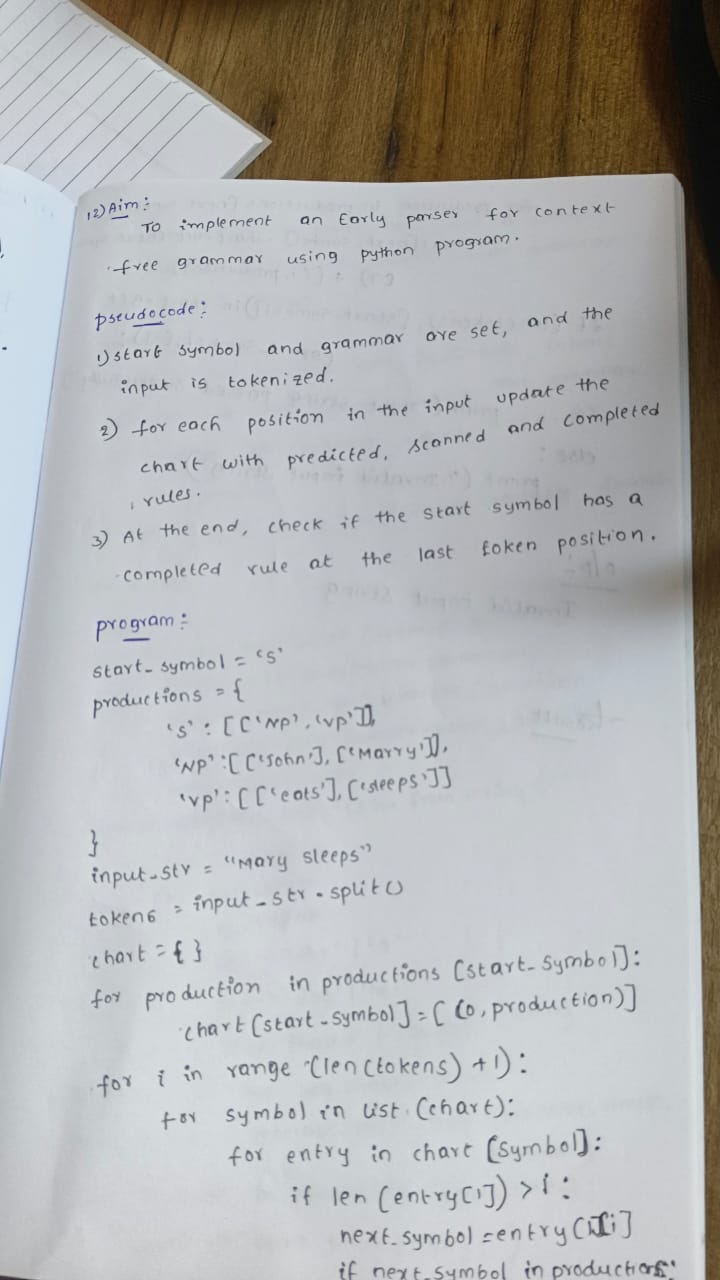 12) Aim:
To implement an Early parser for context
free grammar using python program.
pseudocode:
1) start symbol and grammar are set, and the
input is tokenized.
2) for each position in the input update the
chart with predicted, scanned and completed
rules.
3) At the end, check if the start symbol has a
completed rule at the last token position.
program:
start_symbol = 's'
productions = {
's' : [['NP', 'vp']],
'NP' : [['John'], ['Marry']],
'vp' : [['eats'], ['sleeps']]
}
input_str = "Mary sleeps"
tokens = input_str.split()
chart = { }
for production in productions [start_symbol]:
chart [start_symbol] = [(0, production)]
for i in range (len (tokens) + 1):
for symbol in list (chart):
for entry in chart [symbol]:
if len (entry[1]) > i :
next_symbol = entry [1][i]
if next_symbol in productions: